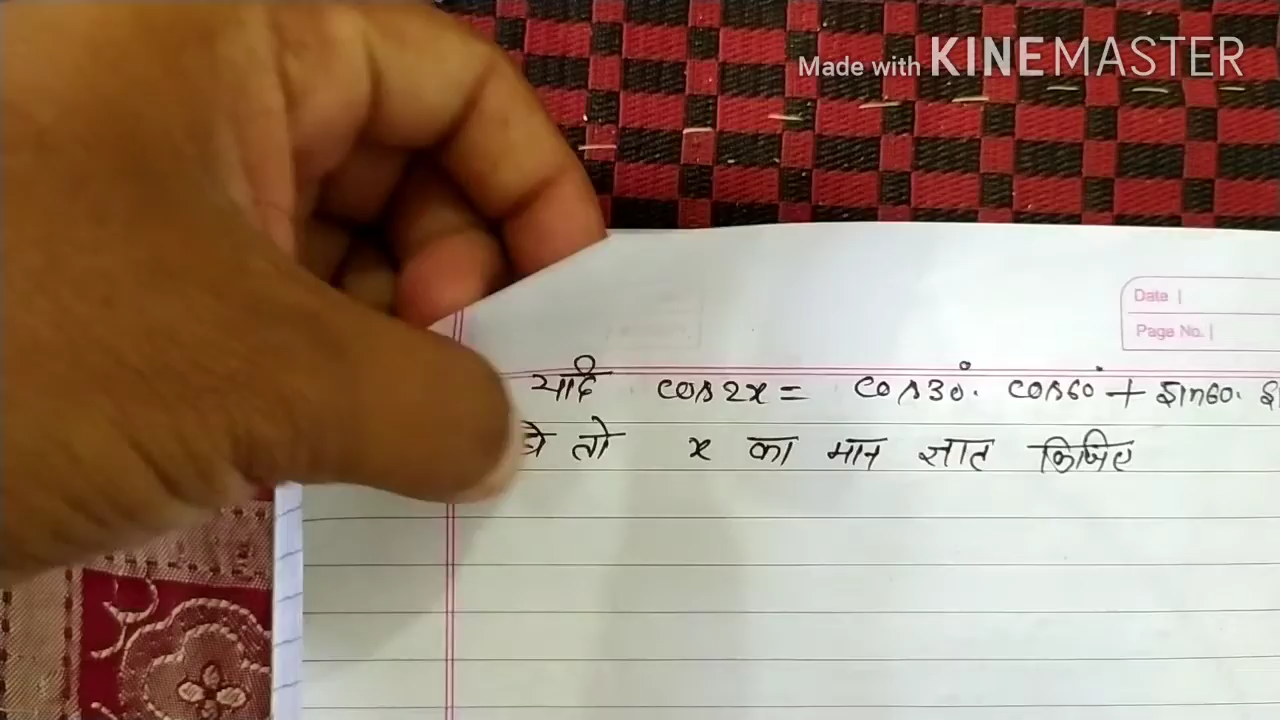 Made with KINEMASTER
Date
Page No.
यदि cos2x = cos30°. cos60° + sin60.
तो x का मान ज्ञात किजिए